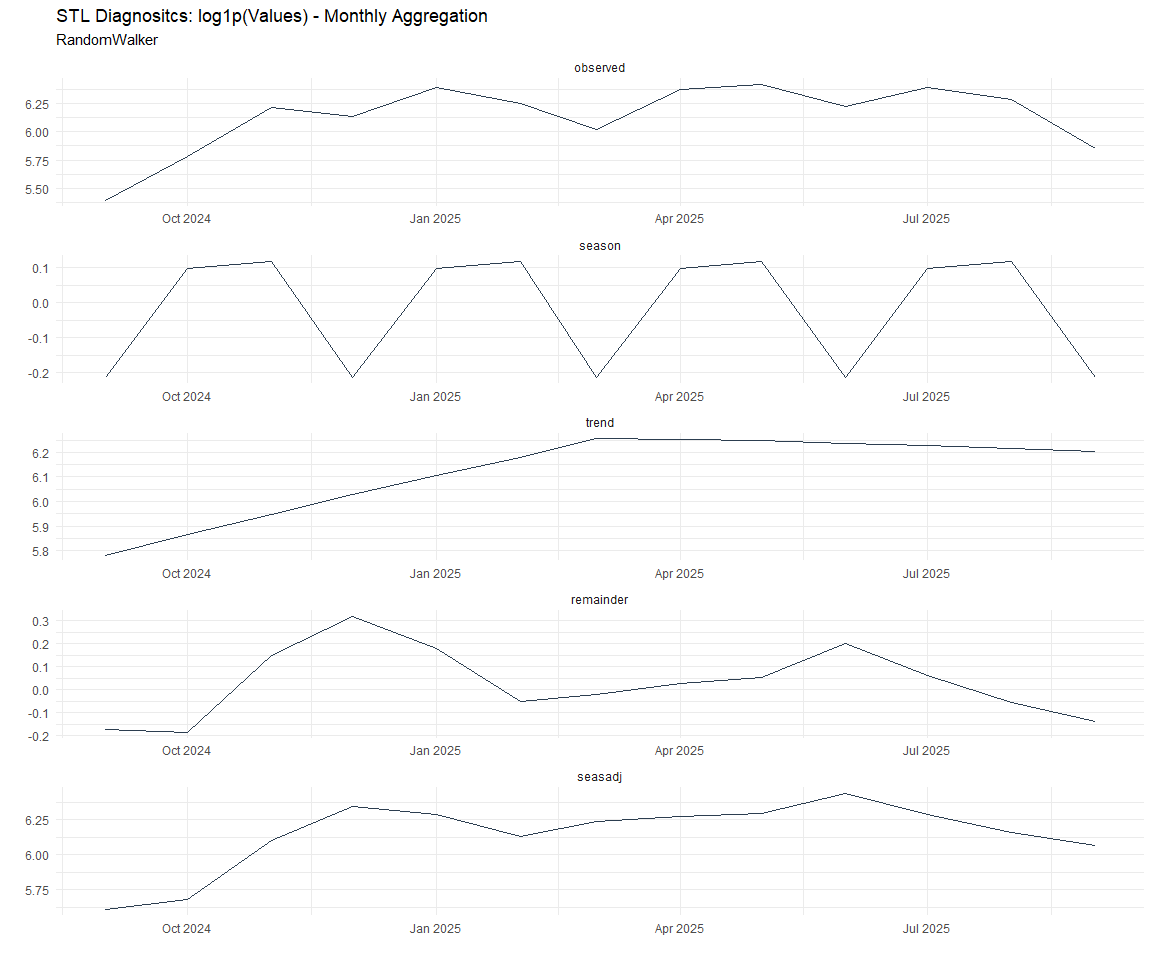 STL Diagnositcs: log1p(Values) - Monthly Aggregation
RandomWalker
observed
6.25
6.00
5.75
5.50
Oct 2024 Jan 2025 Apr 2025 Jul 2025
season
0.1
0.0
-0.1
-0.2
Oct 2024 Jan 2025 Apr 2025 Jul 2025
trend
6.2
6.1
6.0
5.9
5.8
Oct 2024 Jan 2025 Apr 2025 Jul 2025
remainder
0.3
0.2
0.1
0.0
-0.1
-0.2
Oct 2024 Jan 2025 Apr 2025 Jul 2025
seasadj
6.25
6.00
5.75
Oct 2024 Jan 2025 Apr 2025 Jul 2025